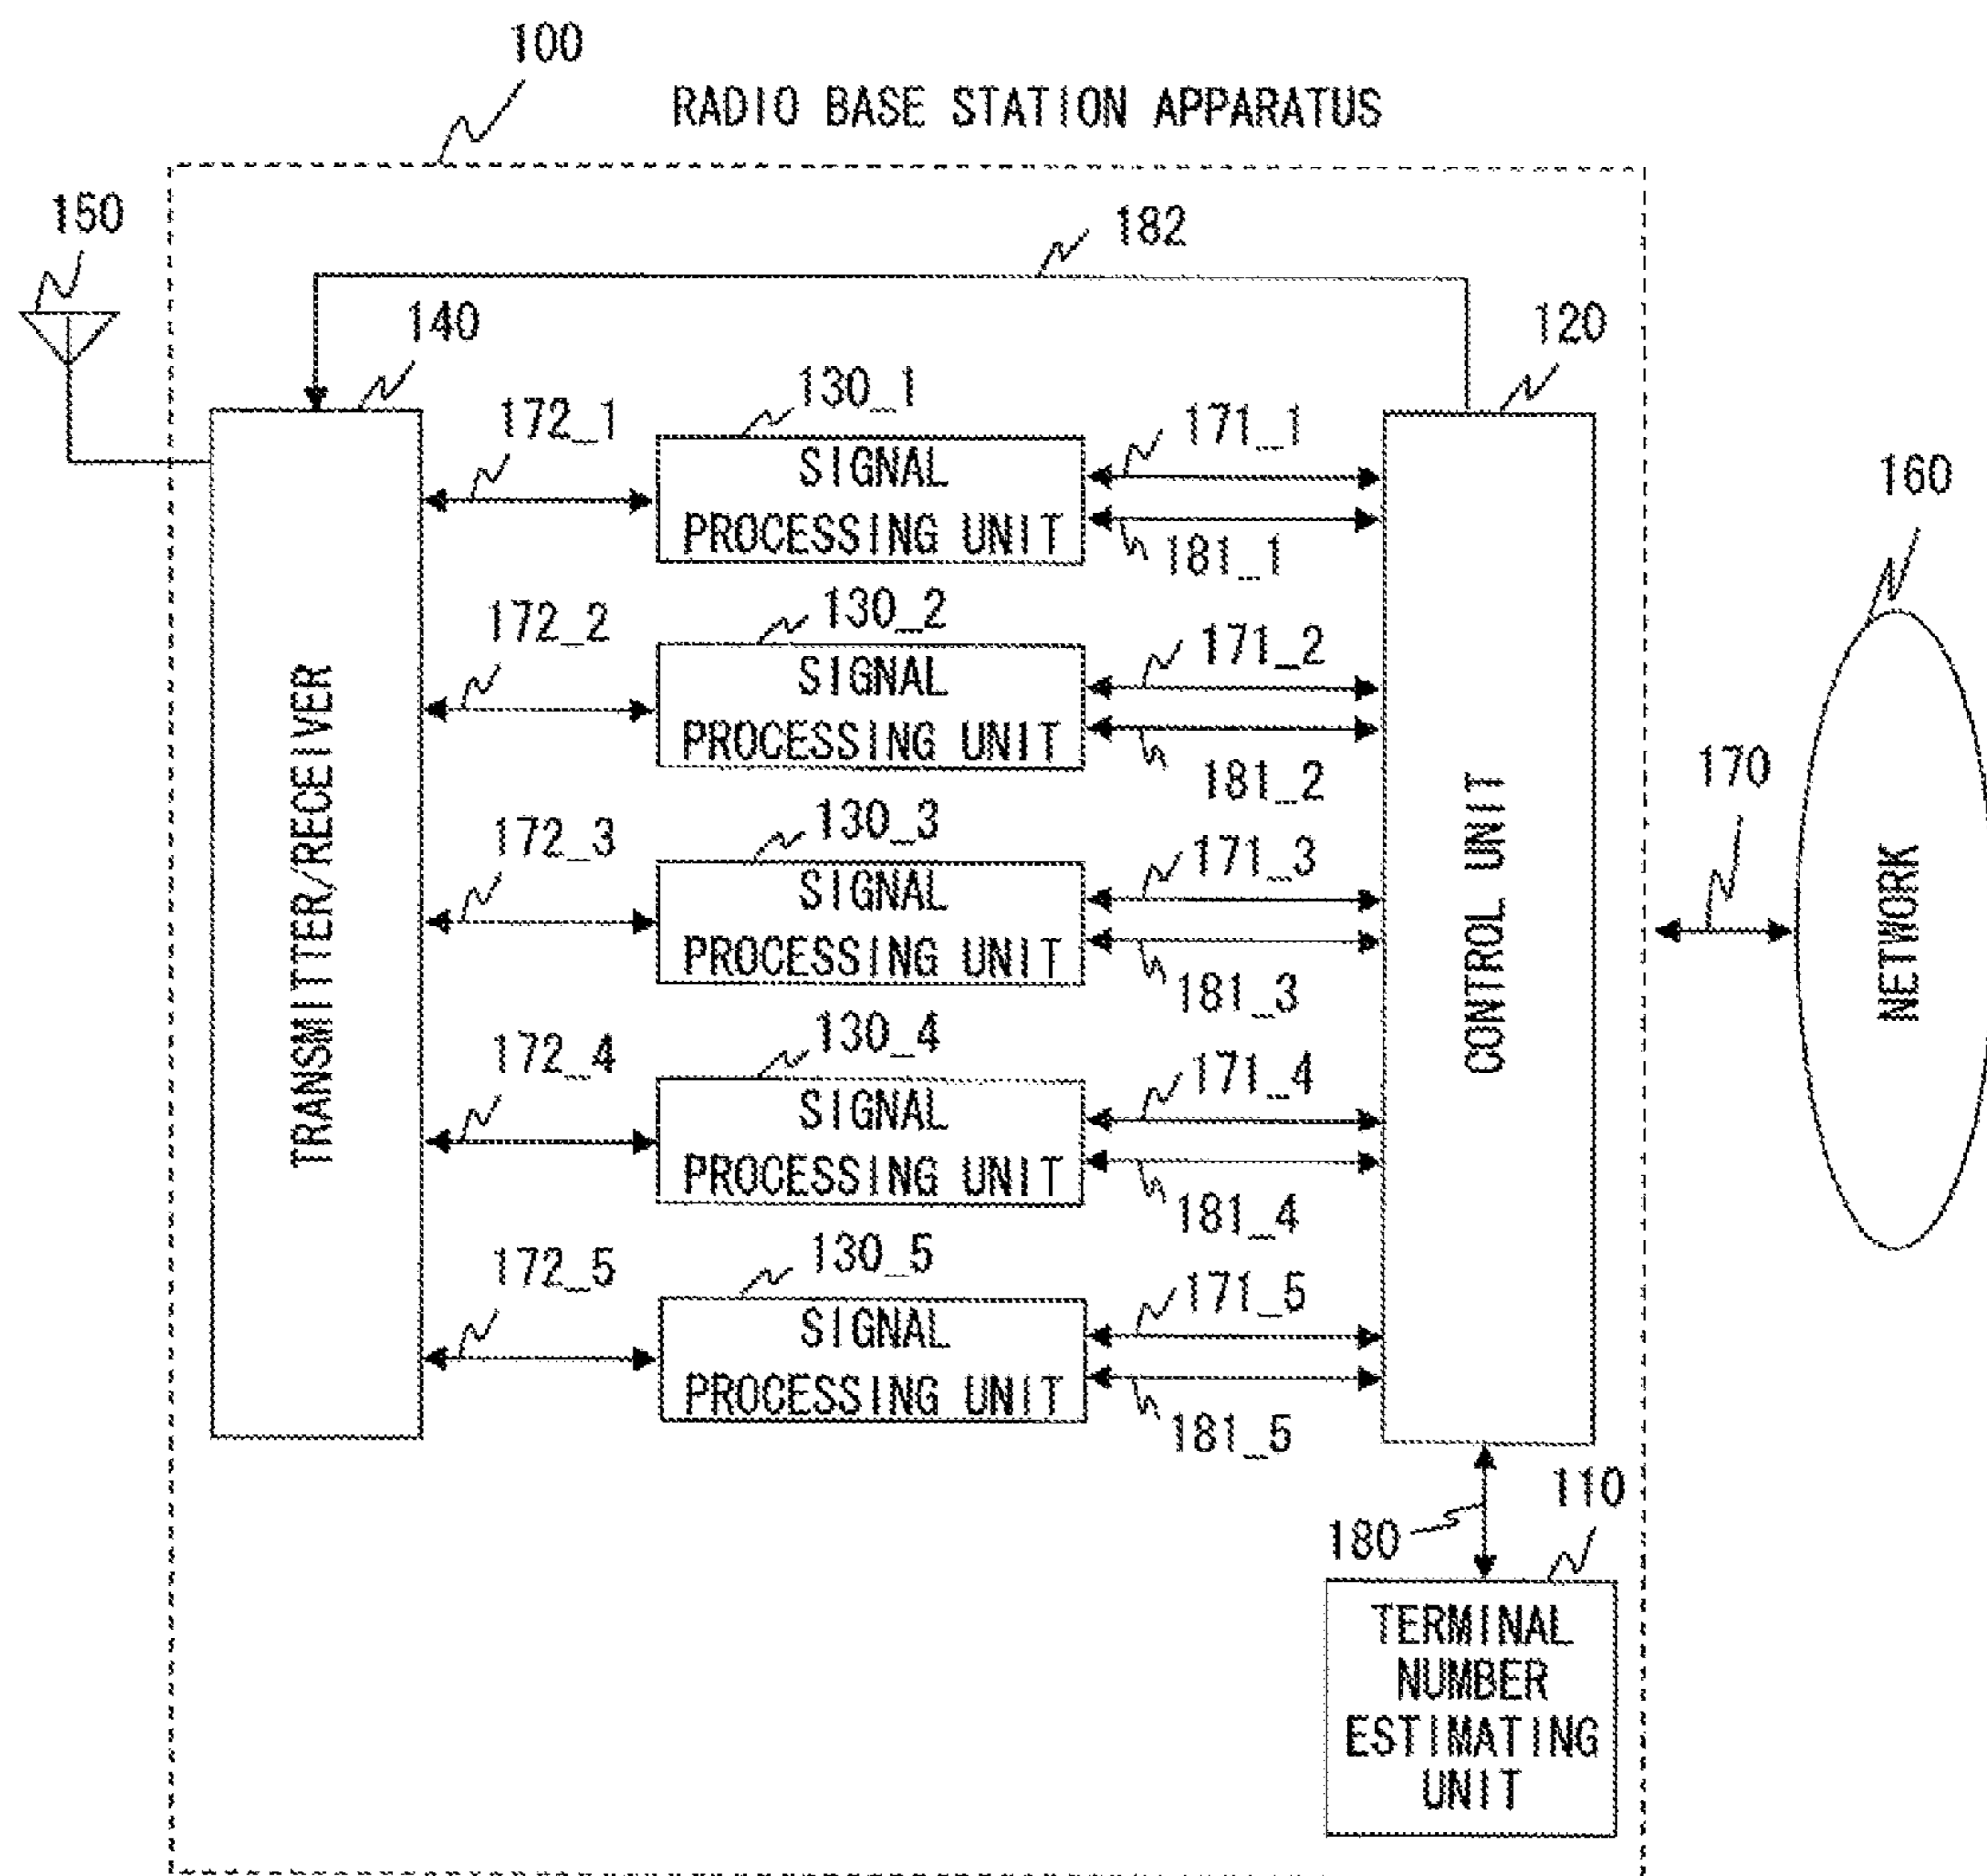 100
RADIO BASE STATION APPARATUS
150
182
140
120
172_1
130_1
171_1
SIGNAL
PROCESSING UNIT
181_1
160
172_2
130_2
171_2
SIGNAL
PROCESSING UNIT
181_2
170
172_3
130_3
171_3
SIGNAL
PROCESSING UNIT
181_3
TRANSMITTER/RECEIVER
CONTROL UNIT
NETWORK
172_4
130_4
171_4
SIGNAL
PROCESSING UNIT
181_4
172_5
130_5
171_5
SIGNAL
PROCESSING UNIT
181_5
110
180
TERMINAL
NUMBER
ESTIMATING
UNIT